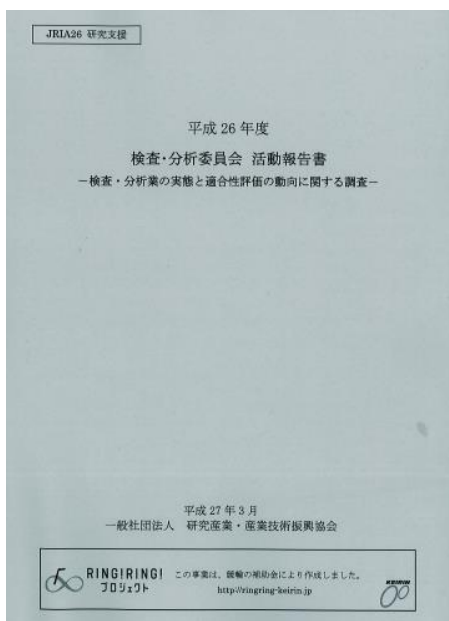 JRIA26 研究支援
平成 26 年度
検査・分析委員会 活動報告書
－検査・分析業の実態と適合性評価の動向に関する調査－
平成 27 年 3 月
一般社団法人 研究産業・産業技術振興協会
RING!RING!
プロジェクト
この事業は、競輪の補助金により作成しました。
http://ringring-keirin.jp
KEIRIN